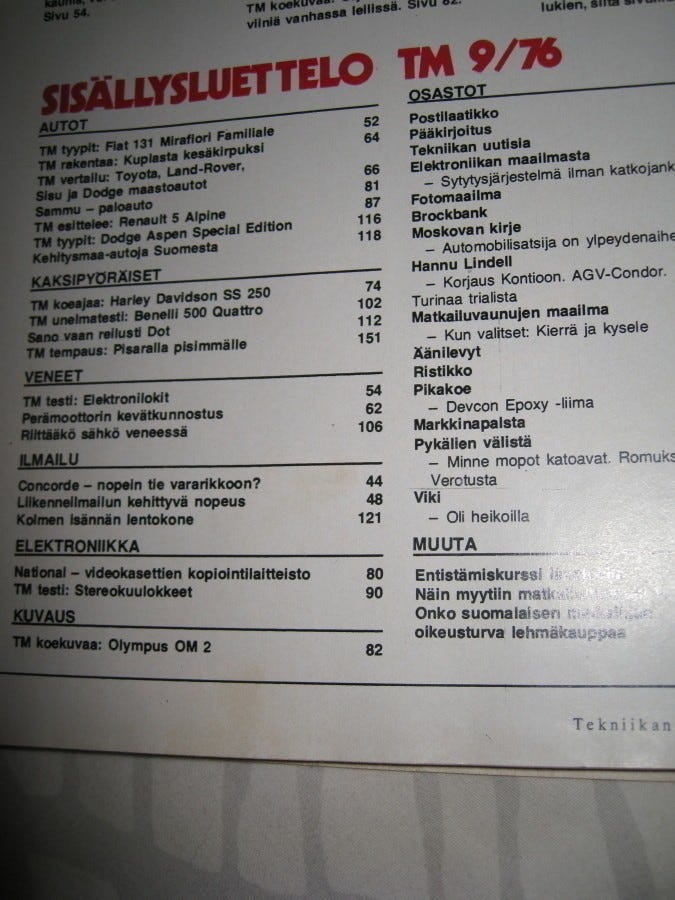 Sivu 54.
TM koekuvaa:
viiniä vanhassa lellissä. Sivu 82.
SISÄLLYSLUETTELO TM 9/76
AUTOT
TM tyypit: Fiat 131 Mirafiori Familiale 52
TM rakentaa: Kuplasta kesäkirpuksi 64
TM vertailu: Toyota, Land-Rover,
Sisu ja Dodge maastoautot 66
Sammu – paloauto 81
TM esittelee: Renault 5 Alpine 87
TM tyypit: Dodge Aspen Special Edition 116
Kehitysmaa-autoja Suomesta 118
KAKSIPYÖRÄISET
TM koeajaa: Harley Davidson SS 250 74
TM unelmatesti: Benelli 500 Quattro 102
Sano vaan reilusti Dot 112
TM tempaus: Pisaralla pisimmälle 151
VENEET
TM testi: Elektronilokit 54
Perämoottorin kevätkunnostus 62
Riittääkö sähkö veneessä 106
ILMAILU
Concorde – nopein tie vararikkoon? 44
Liikenneilmailun kehittyvä nopeus 48
Kolmen isännän lentokone 121
ELEKTRONIIKKA
National – videokasettien kopiointilaitteisto 80
TM testi: Stereokuulokkeet 90
KUVAUS
TM koekuvaa: Olympus OM 2 82
lukien, siitä
OSASTOT
Postilaatikko
Pääkirjoitus
Tekniikan uutisia
Elektroniikan maailmasta
– Sytytysjärjestelmä ilman katkojank
Fotomaailma
Brockbank
Moskovan kirje
– Automobilisatsija on ylpeydenaihe
Hannu Lindell
– Korjaus Kontioon. AGV-Condor.
Turinaa trialista
Matkailuvaunujen maailma
– Kun valitset: Kierrä ja kysele
Äänilevyt
Ristikko
Pikakoe
– Devcon Epoxy -liima
Markkinapalsta
Pykälien välistä
– Minne mopot katoavat. Romuks
Verotusta
Viki
– Oli heikoilla
MUUTA
Entistämiskurssi
Näin myytiin
Onko suomalaisen
oikeusturva lehmäkauppaa
Tekniikan